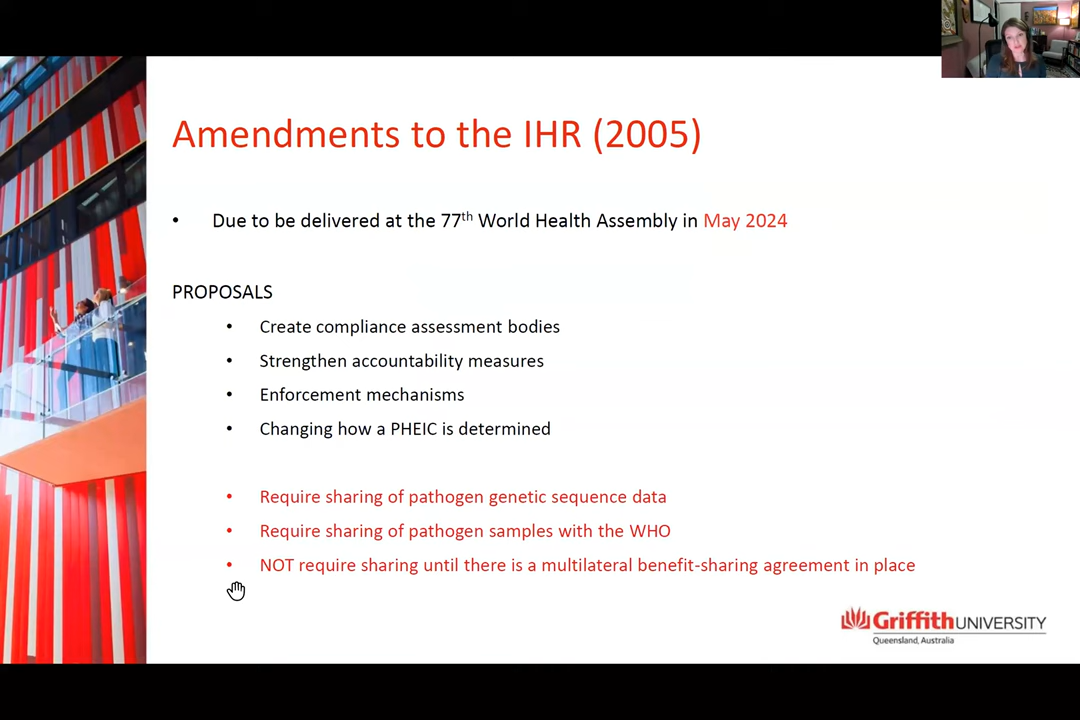 Amendments to the IHR (2005)
• Due to be delivered at the 77th World Health Assembly in May 2024
PROPOSALS
• Create compliance assessment bodies
• Strengthen accountability measures
• Enforcement mechanisms
• Changing how a PHEIC is determined
• Require sharing of pathogen genetic sequence data
• Require sharing of pathogen samples with the WHO
• NOT require sharing until there is a multilateral benefit-sharing agreement in place
Griffith UNIVERSITY
Queensland, Australia